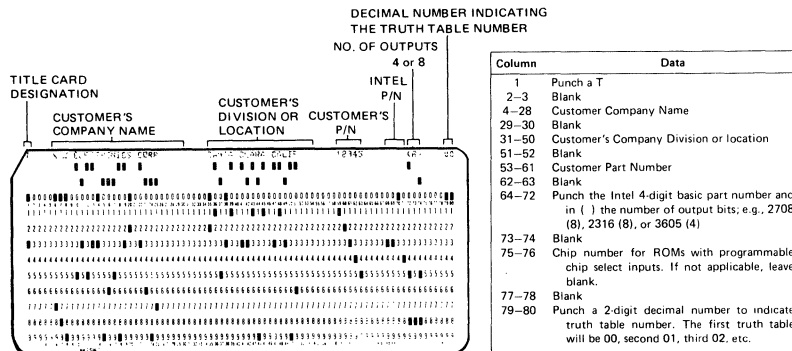 DECIMAL NUMBER INDICATING
THE TRUTH TABLE NUMBER
NO. OF OUTPUTS
4 or 8
TITLE CARD
DESIGNATION
INTEL
P/N
CUSTOMER'S
COMPANY NAME
CUSTOMER'S
DIVISION OR
LOCATION
CUSTOMER'S
P/N
CORP
12345
Column Data
1 Punch a T
2–3 Blank
4–28 Customer Company Name
29–30 Blank
31–50 Customer's Company Division or location
51–52 Blank
53–61 Customer Part Number
62–63 Blank
64–72 Punch the Intel 4-digit basic part number and
in ( ) the number of output bits; e.g., 2708
(8), 2316 (8), or 3605 (4)
73–74 Blank
75–76 Chip number for ROMs with programmable
chip select inputs. If not applicable, leave
blank.
77–78 Blank
79–80 Punch a 2-digit decimal number to indicate
truth table number. The first truth table
will be 00, second 01, third 02, etc.